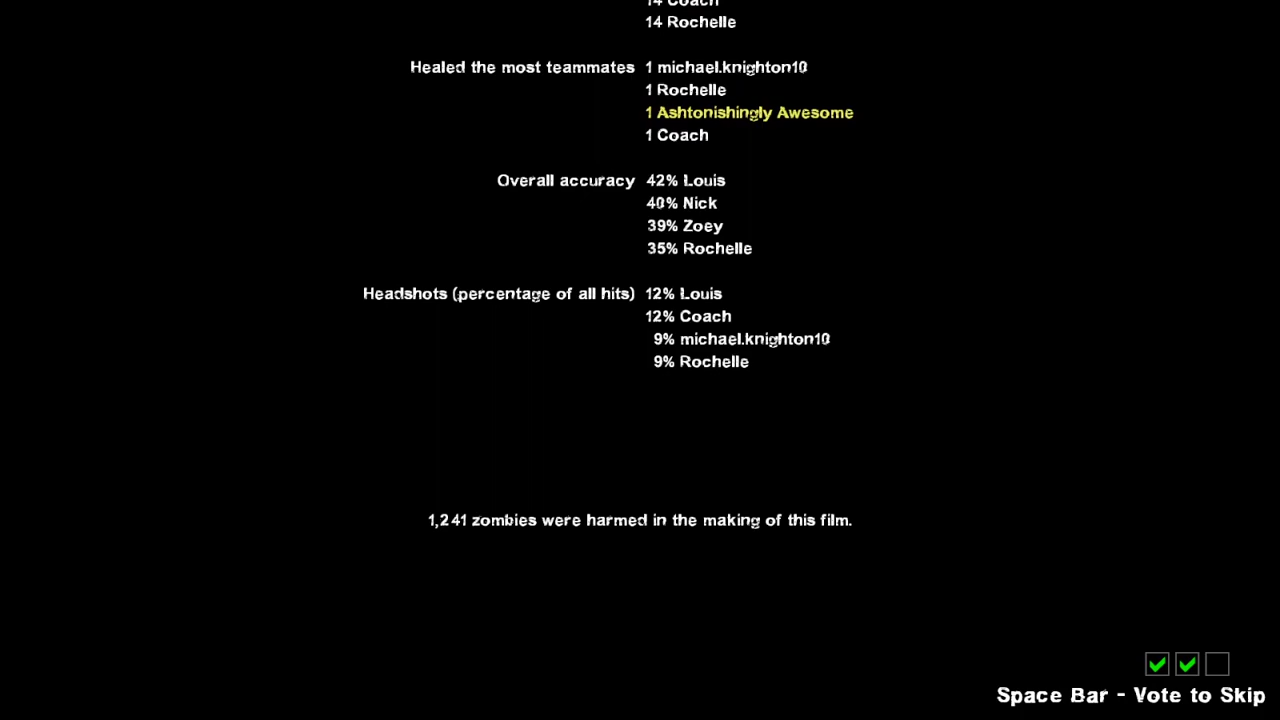 14 Coach
14 Rochelle
Healed the most teammates 1 michael.knighton10
1 Rochelle
1 Ashtonishingly Awesome
1 Coach
Overall accuracy 42% Louis
40% Nick
39% Zoey
35% Rochelle
Headshots (percentage of all hits) 12% Louis
12% Coach
9% michael.knighton10
9% Rochelle
1,241 zombies were harmed in the making of this film.
Space Bar - Vote to Skip